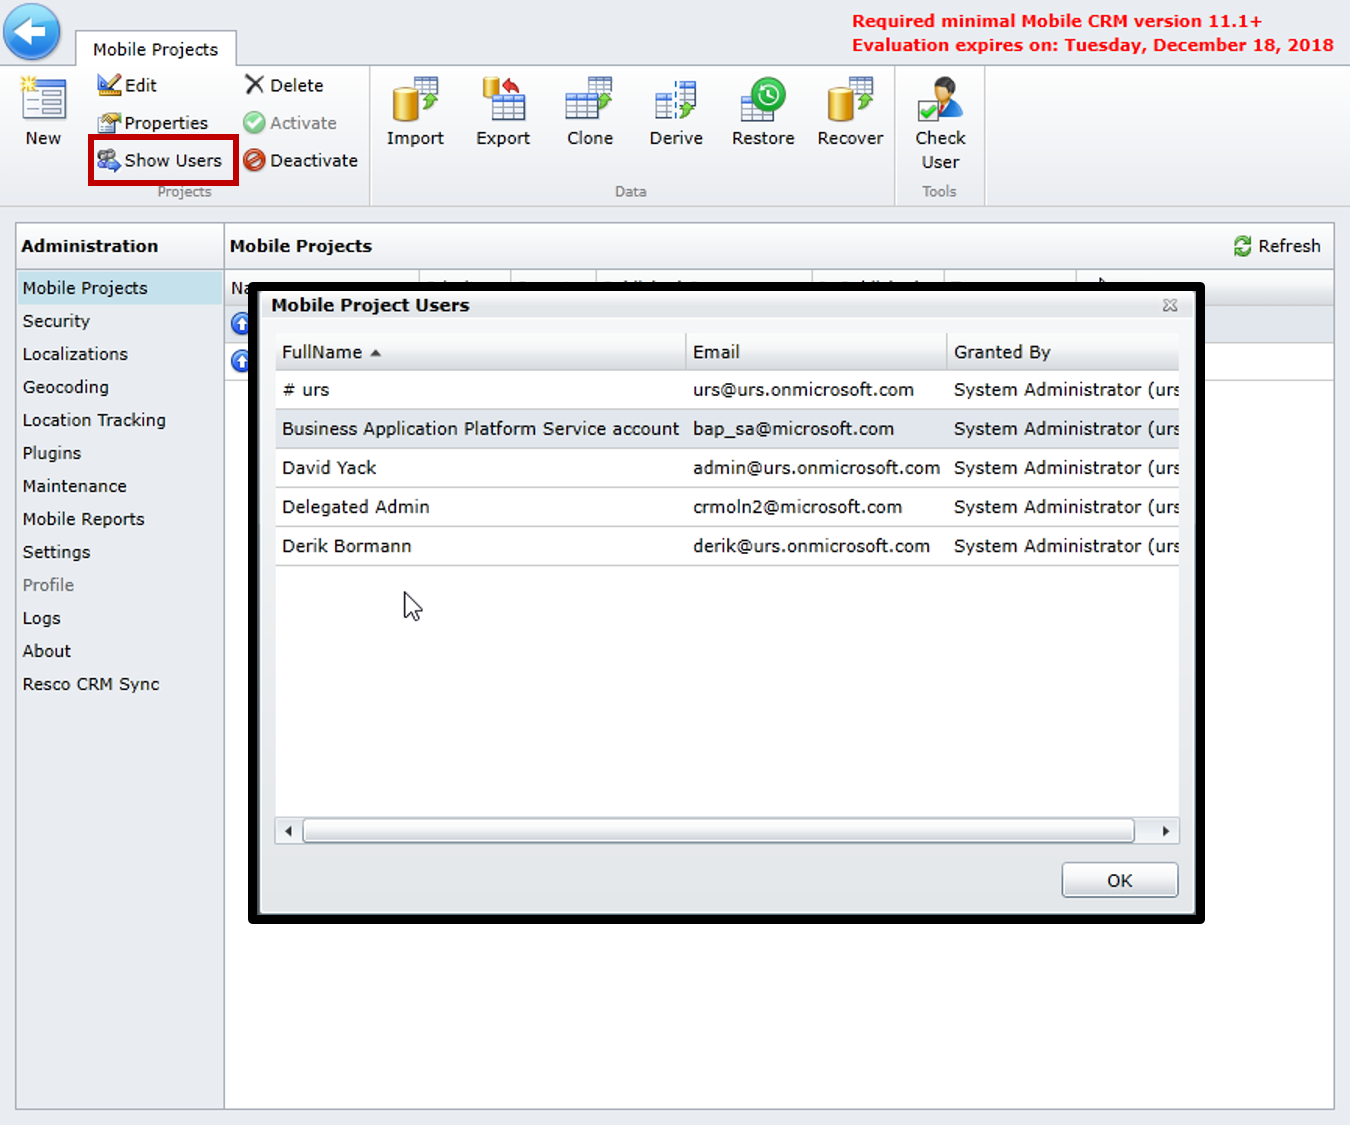 Required minimal Mobile CRM version 11.1+
Evaluation expires on: Tuesday, December 18, 2018
Mobile Projects
New
Edit
Properties
Show Users
Delete
Activate
Deactivate
Projects
Import
Export
Clone
Derive
Restore
Recover
Data
Check
User
Tools
Administration
Mobile Projects
Security
Localizations
Geocoding
Location Tracking
Plugins
Maintenance
Mobile Reports
Settings
Profile
Logs
About
Resco CRM Sync
Mobile Projects
Refresh
Mobile Project Users
FullName Email Granted By
# urs urs@urs.onmicrosoft.com System Administrator (urs
Business Application Platform Service account bap_sa@microsoft.com System Administrator (urs
David Yack admin@urs.onmicrosoft.com System Administrator (urs
Delegated Admin crmoln2@microsoft.com System Administrator (urs
Derik Bormann derik@urs.onmicrosoft.com System Administrator (urs
OK